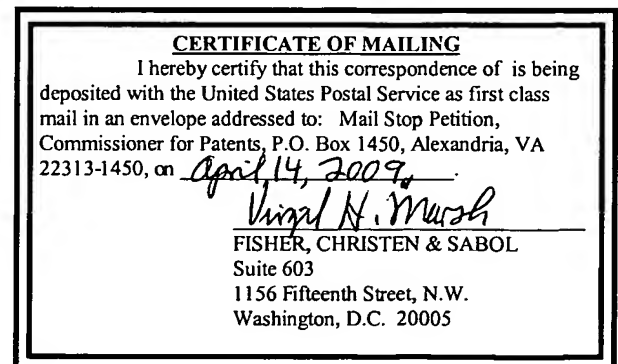 CERTIFICATE OF MAILING
I hereby certify that this correspondence of is being
deposited with the United States Postal Service as first class
mail in an envelope addressed to: Mail Stop Petition,
Commissioner for Patents, P.O. Box 1450, Alexandria, VA
22313-1450, on April 14, 2009.
Virgil H. Marsh
FISHER, CHRISTEN & SABOL
Suite 603
1156 Fifteenth Street, N.W.
Washington, D.C. 20005